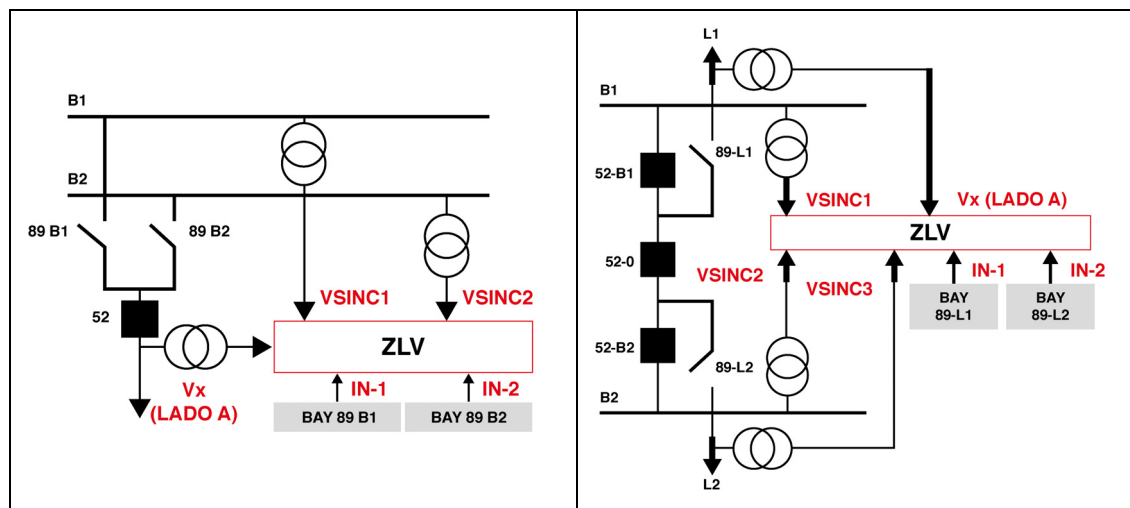 B1
B2
89 B1
89 B2
52
VSINC1
VSINC2
ZLV
Vx
(LADO A)
IN-1
IN-2
BAY 89 B1
BAY 89 B2
L1
B1
89-L1
52-B1
VSINC1
Vx (LADO A)
ZLV
52-0
VSINC2
VSINC3
IN-1
IN-2
BAY
89-L1
BAY
89-L2
52-B2
89-L2
B2
L2